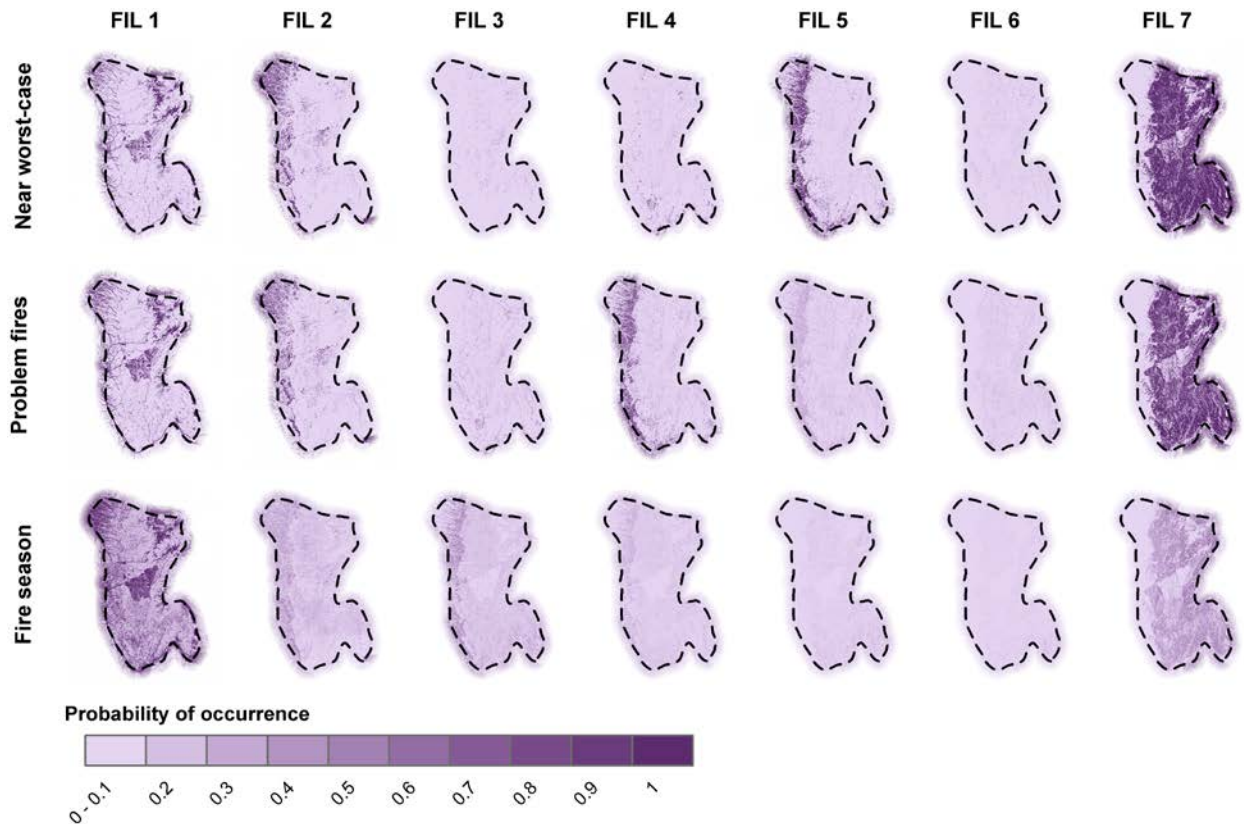 FIL 1 FIL 2 FIL 3 FIL 4 FIL 5 FIL 6 FIL 7
Near worst-case
Problem fires
Fire season
Probability of occurrence
0 - 0.1 0.2 0.3 0.4 0.5 0.6 0.7 0.8 0.9 1